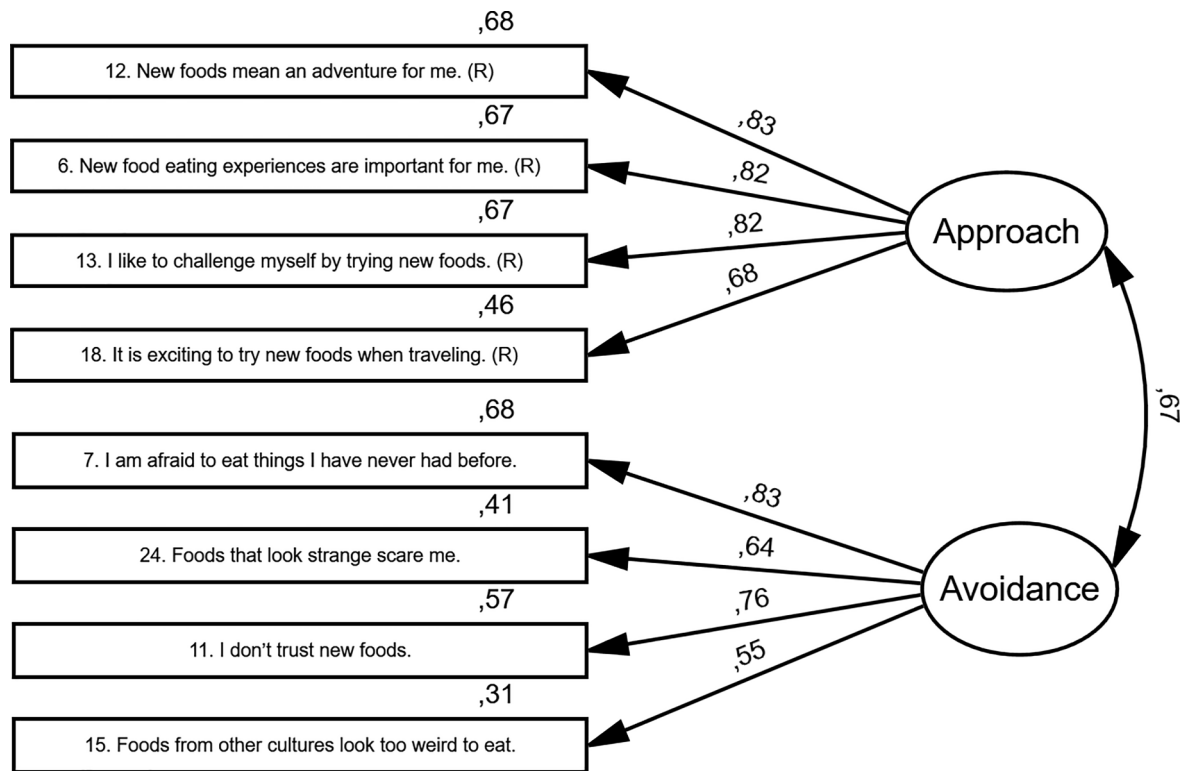 ,68
12. New foods mean an adventure for me. (R)
,83
,67
6. New food eating experiences are important for me. (R)
,82
,67
13. I like to challenge myself by trying new foods. (R)
,82
,46
18. It is exciting to try new foods when traveling. (R)
,68
Approach
,67
,68
7. I am afraid to eat things I have never had before.
,83
,41
24. Foods that look strange scare me.
,64
,57
11. I don’t trust new foods.
,76
,31
15. Foods from other cultures look too weird to eat.
,55
Avoidance